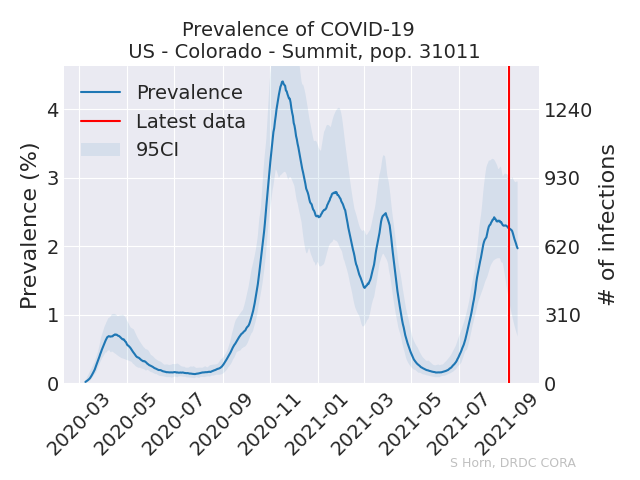 Prevalence of COVID-19
US - Colorado - Summit, pop. 31011
Prevalence
Latest data
95CI
Prevalence (%)
4
3
2
1
0
# of infections
1240
930
620
310
0
2020-03
2020-05
2020-07
2020-09
2020-11
2021-01
2021-03
2021-05
2021-07
2021-09
S Horn, DRDC CORA